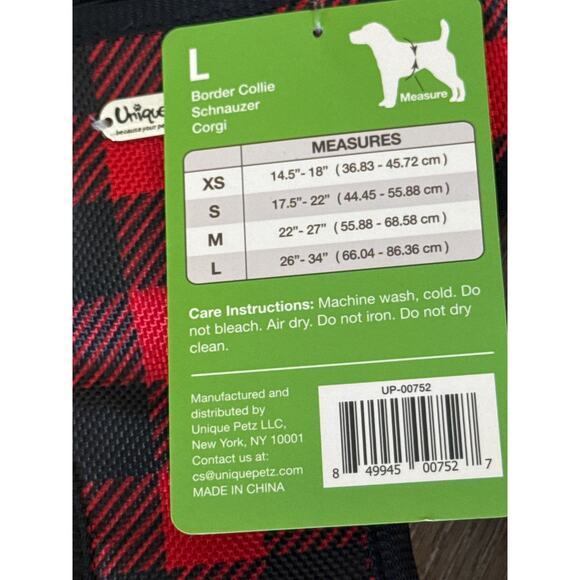 L
Border Collie
Schnauzer
Corgi
Measure
Unique
...because your pe
MEASURES
XS 14.5"- 18" ( 36.83 - 45.72 cm )
S 17.5"- 22" ( 44.45 - 55.88 cm )
M 22"- 27" ( 55.88 - 68.58 cm )
L 26"- 34" ( 66.04 - 86.36 cm )
Care Instructions: Machine wash, cold. Do
not bleach. Air dry. Do not iron. Do not dry
clean.
Manufactured and
distributed by
Unique Petz LLC,
New York, NY 10001
Contact us at:
cs@uniquepetz.com
MADE IN CHINA
UP-00752
8 49945 00752 7